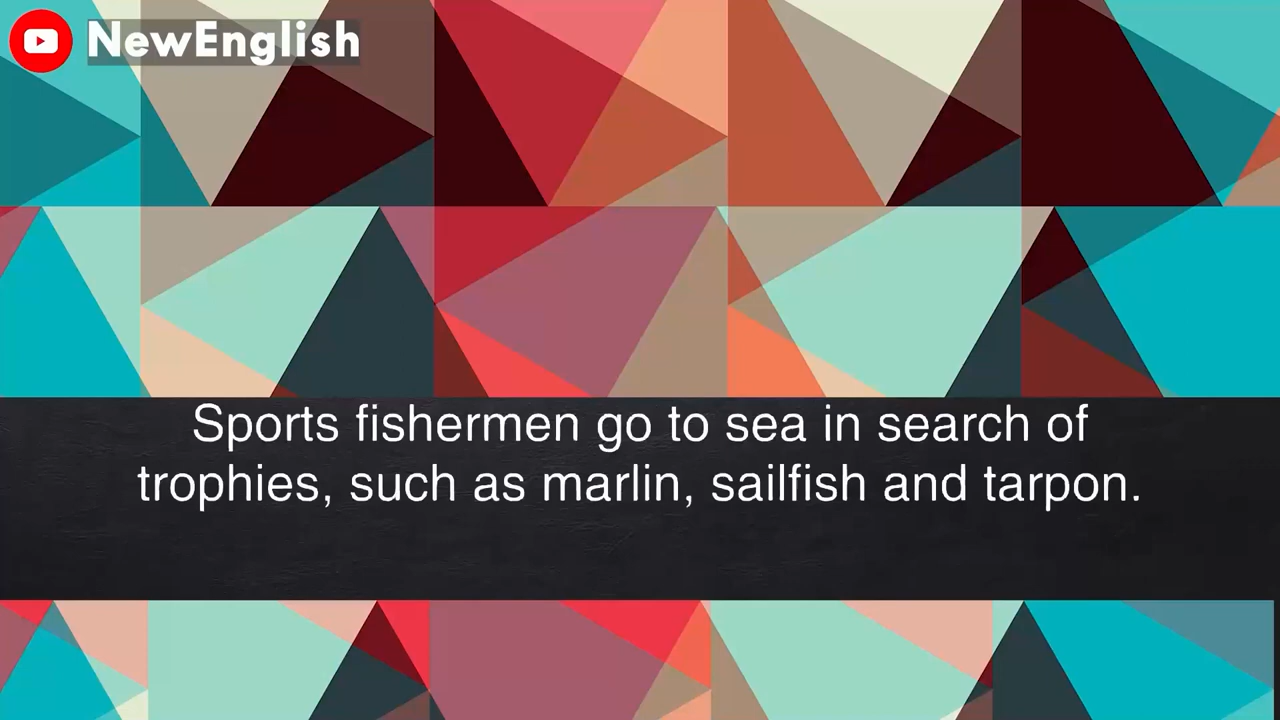 NewEnglish
Sports fishermen go to sea in search of
trophies, such as marlin, sailfish and tarpon.